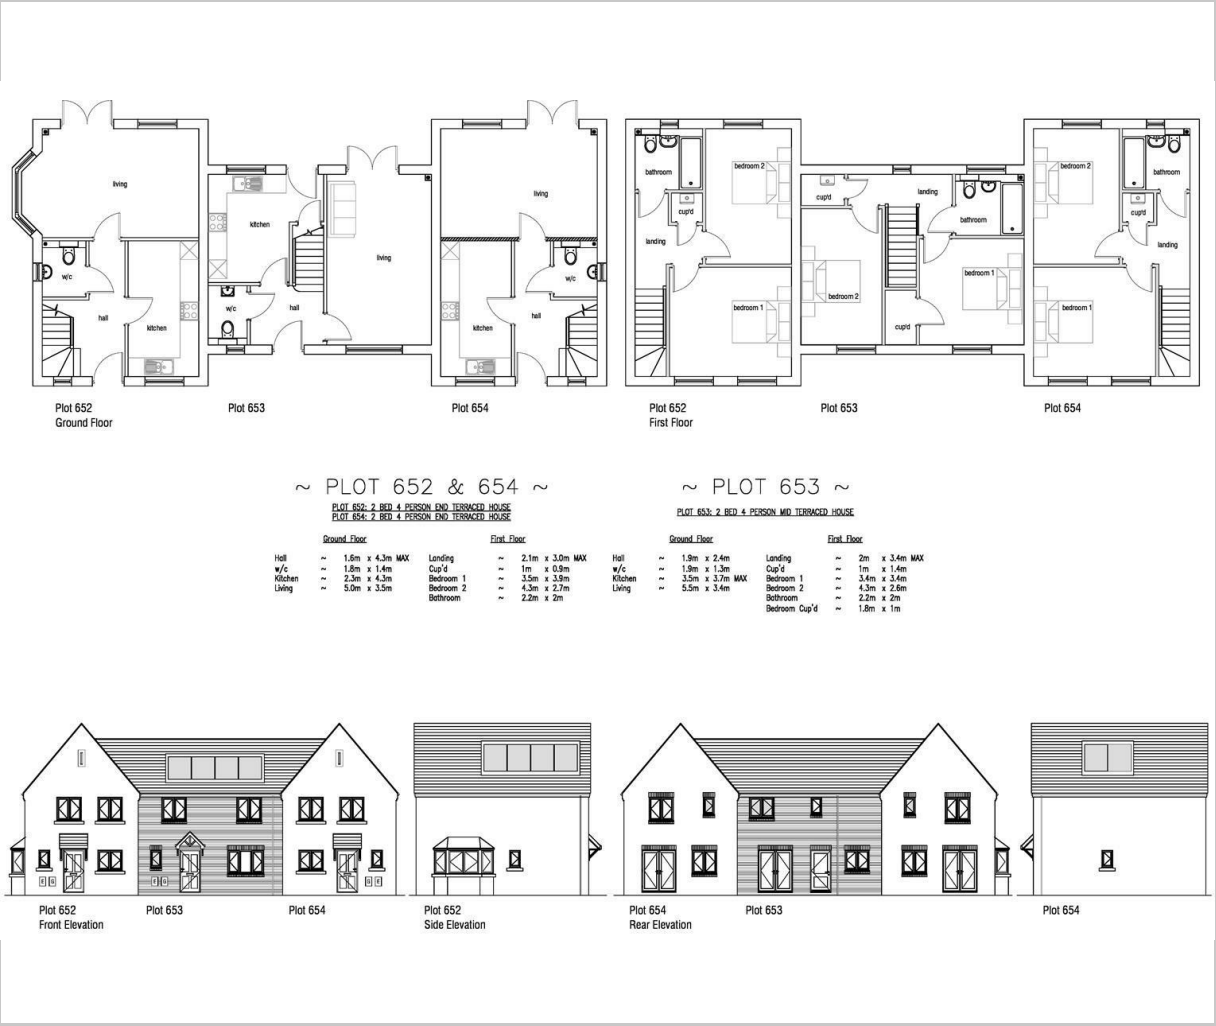 living
kitchen
living
living
w/c
hall
kitchen
w/c
hall
kitchen
w/c
hall
bathroom
bedroom 2
cup'd
landing
bedroom 1
cup'd
landing
bathroom
bedroom 2
bedroom 1
cup'd
bedroom 2
bathroom
cup'd
landing
bedroom 1
Plot 652
Ground Floor
Plot 653
Plot 654
Plot 652
First Floor
Plot 653
Plot 654
~ PLOT 652 & 654 ~
PLOT 652: 2 BED 4 PERSON END TERRACED HOUSE
PLOT 654: 2 BED 4 PERSON END TERRACED HOUSE
Ground Floor
Hall ~ 1.6m x 4.3m MAX
w/c ~ 1.8m x 1.4m
Kitchen ~ 2.3m x 4.3m
Living ~ 5.0m x 3.5m
First Floor
Landing ~ 2.1m x 3.0m MAX
Cup'd ~ 1m x 0.9m
Bedroom 1 ~ 3.5m x 3.9m
Bedroom 2 ~ 4.3m x 2.7m
Bathroom ~ 2.2m x 2m
~ PLOT 653 ~
PLOT 653: 2 BED 4 PERSON MID TERRACED HOUSE
Ground Floor
Hall ~ 1.9m x 2.4m
w/c ~ 1.9m x 1.3m
Kitchen ~ 3.5m x 3.7m MAX
Living ~ 5.5m x 3.4m
First Floor
Landing ~ 2m x 3.4m MAX
Cup'd ~ 1m x 1.4m
Bedroom 1 ~ 3.4m x 3.4m
Bedroom 2 ~ 4.3m x 2.6m
Bathroom ~ 2.2m x 2m
Bedroom Cup'd ~ 1.8m x 1m
Plot 652
Front Elevation
Plot 653
Plot 654
Plot 652
Side Elevation
Plot 654
Rear Elevation
Plot 653
Plot 654